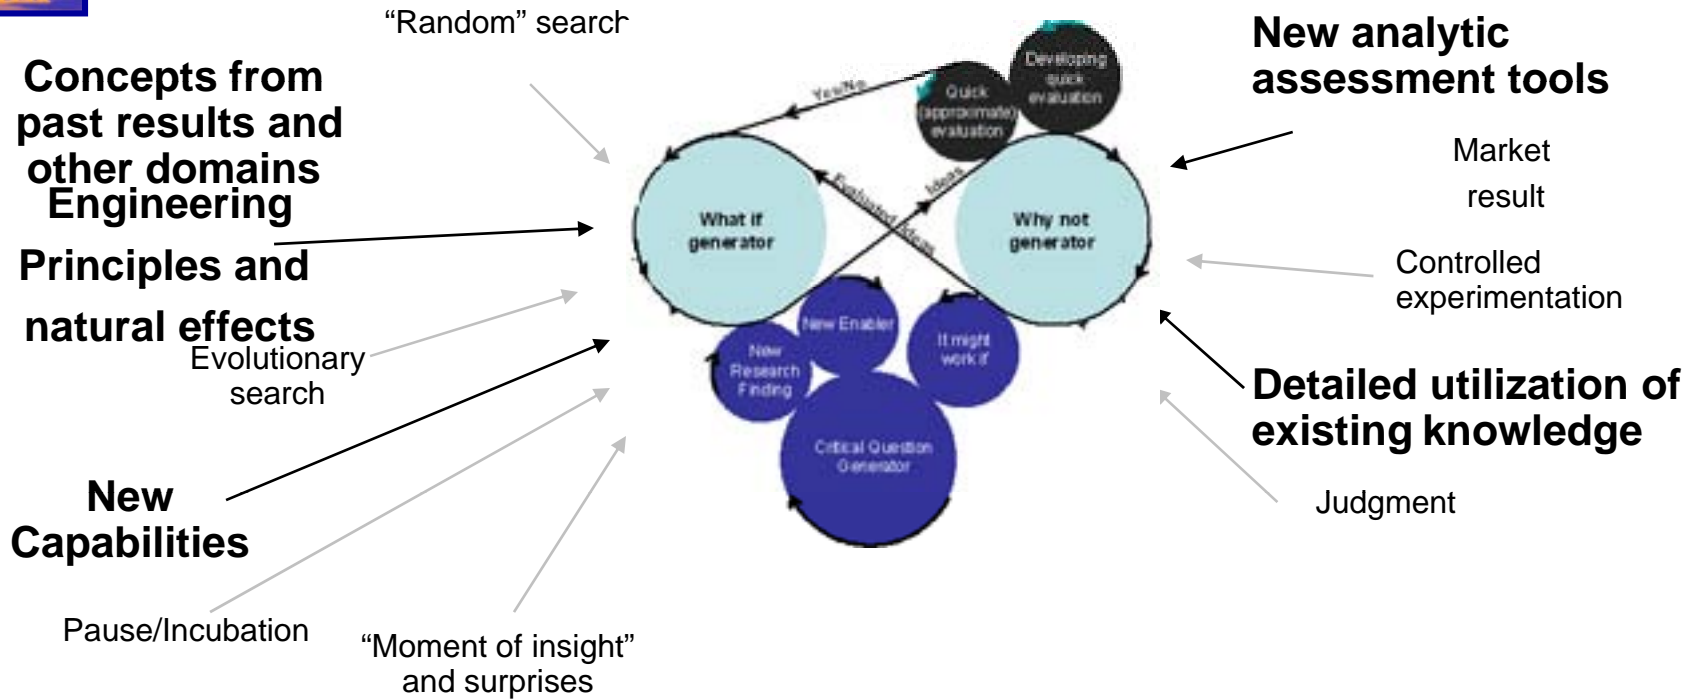 “Random” search
Concepts from
past results and
other domains
Engineering
Principles and
natural effects
Evolutionary
search
New
Capabilities
Pause/Incubation
“Moment of insight”
and surprises
Yes/No
Quick
(approximate)
evaluation
Developing
quick
evaluation
What if
generator
Evaluated Ideas
Ideas
Why not
generator
New Enabler
New
Research
Finding
It might
work if
Critical Question
Generator
New analytic
assessment tools
Market
result
Controlled
experimentation
Detailed utilization of
existing knowledge
Judgment